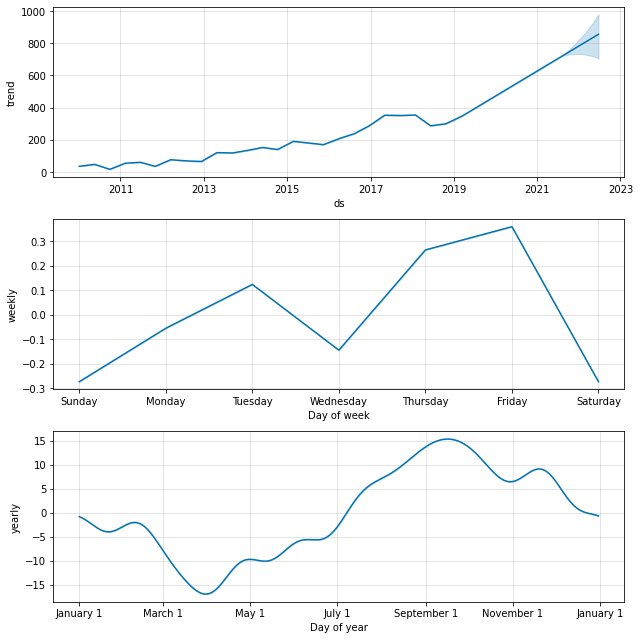 1000
800
600
400
200
0
trend
2011 2013 2015 2017 2019 2021 2023
ds
0.3
0.2
0.1
0.0
−0.1
−0.2
−0.3
weekly
Sunday Monday Tuesday Wednesday Thursday Friday Saturday
Day of week
15
10
5
0
−5
−10
−15
yearly
January 1 March 1 May 1 July 1 September 1 November 1 January 1
Day of year